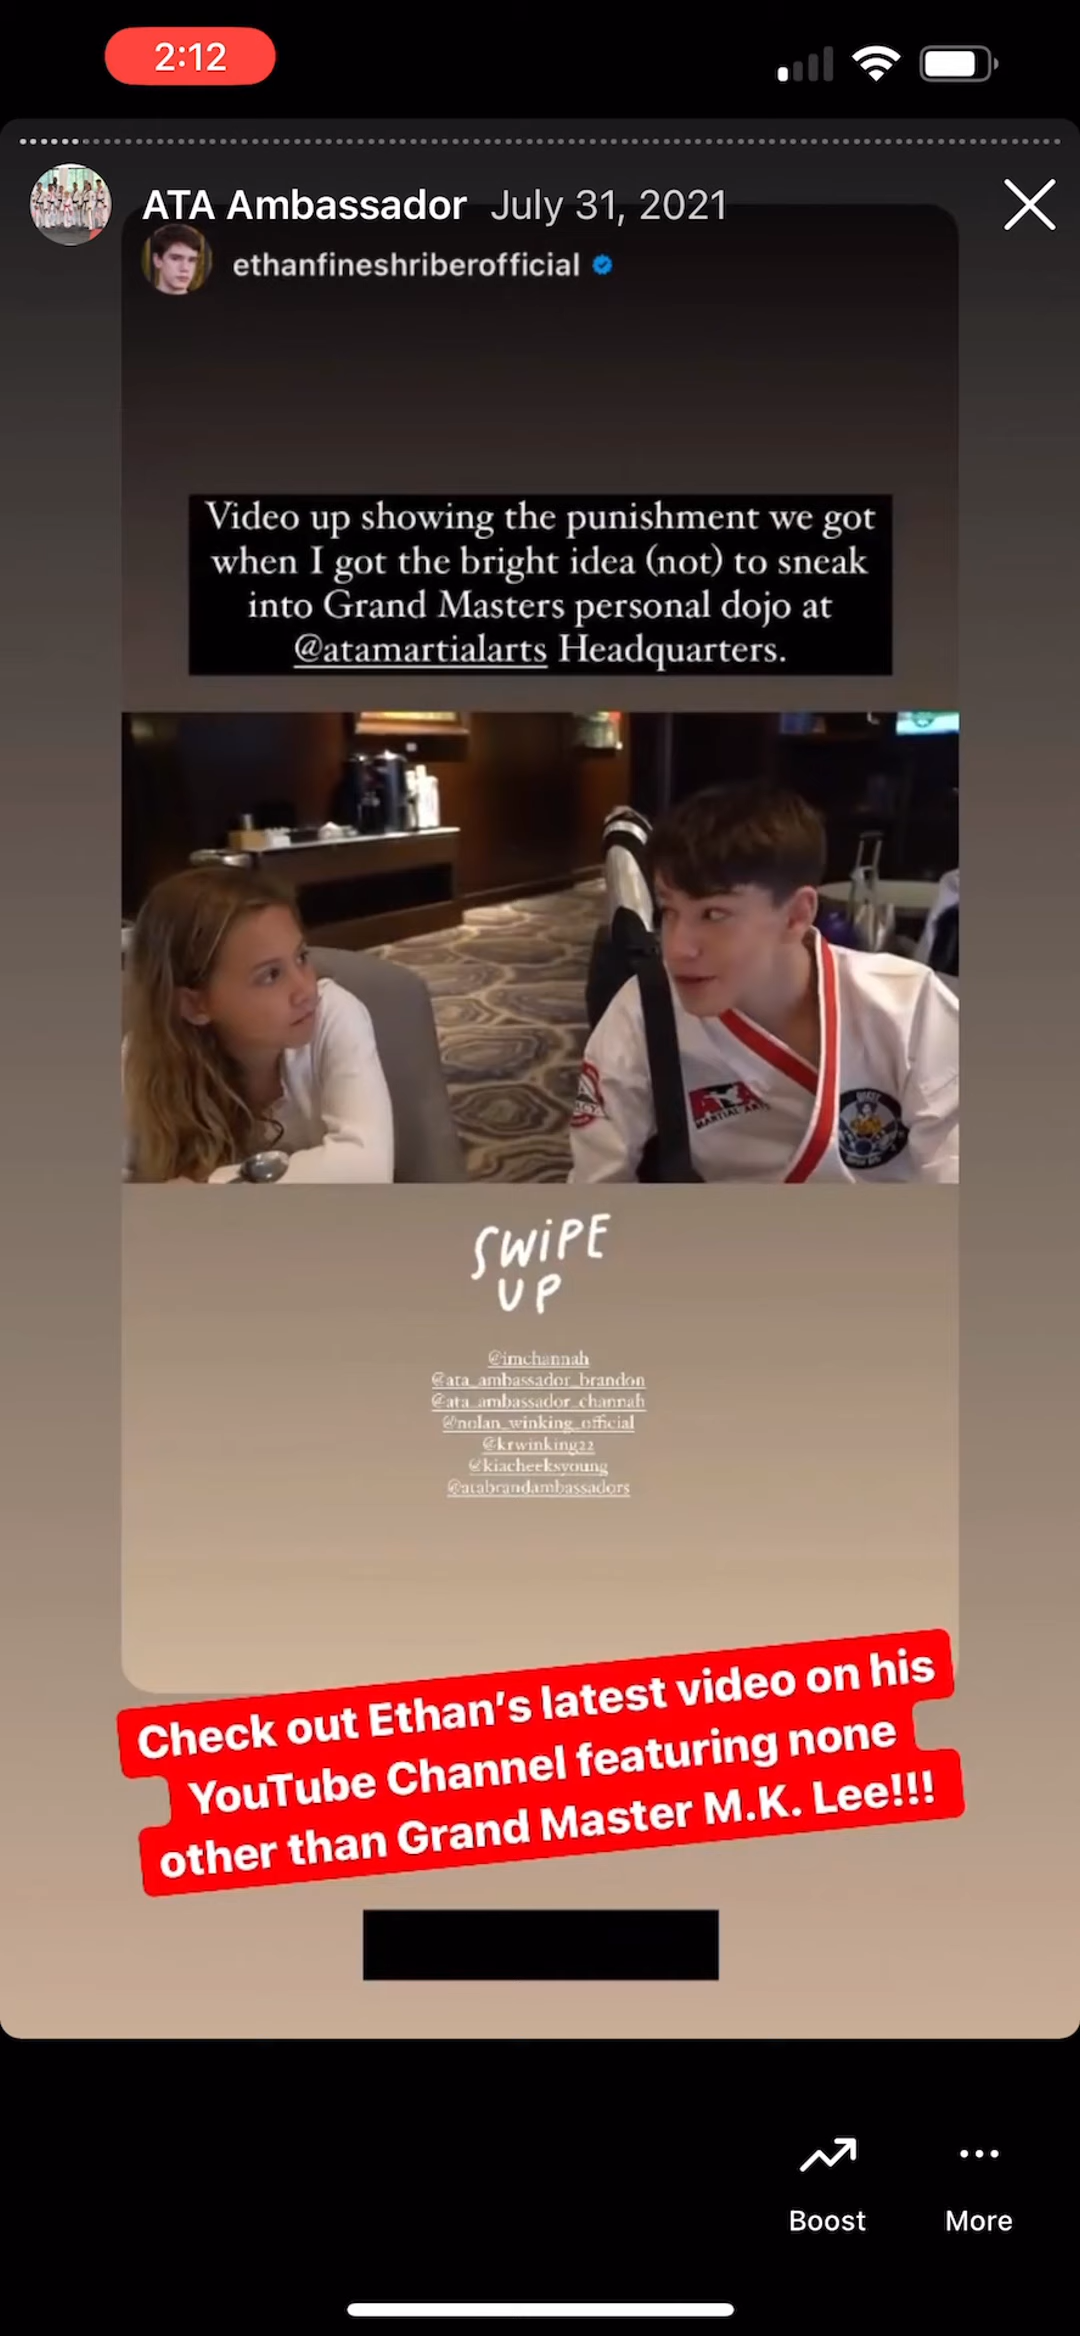 2:12
ATA Ambassador July 31, 2021
ethanfineshriberofficial
Video up showing the punishment we got
when I got the bright idea (not) to sneak
into Grand Masters personal dojo at
@atamartialarts Headquarters.
ATA
MARTIAL ARTS
SWiPE
UP
@imchannah
@ata_ambassador_brandon
@ata_ambassador_channah
@nolan_winking_official
@krwinking22
@kiacheeksyoung
@atabrandambassadors
Check out Ethan's latest video on his
YouTube Channel featuring none
other than Grand Master M.K. Lee!!!
Boost
More